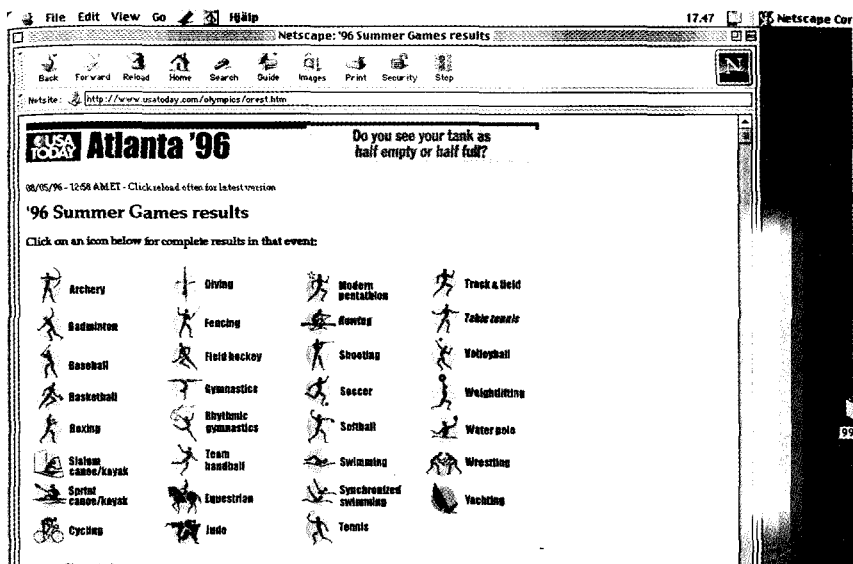 File Edit View Go Hjälp 17.47 Netscape Cor
Netscape: '96 Summer Games results
Back Forward Reload Home Search Guide Images Print Security Stop
N
Netsite: http://www.usatoday.com/olympics/orest.htm
USA TODAY Atlanta '96
Do you see your tank as
half empty or half full?
08/05/96 - 12:58 AM ET - Click reload often for latest version
'96 Summer Games results
Click on an icon below for complete results in that event:
Archery
Badminton
Baseball
Basketball
Boxing
Slalom
canoe/kayak
Sprint
canoe/kayak
Cycling
Diving
Fencing
Field hockey
Gymnastics
Rhythmic
gymnastics
Team
handball
Equestrian
Judo
Modern
pentathlon
Rowing
Shooting
Soccer
Softball
Swimming
Synchronized
swimming
Tennis
Track & field
Table tennis
Volleyball
Weightlifting
Water polo
Wrestling
Yachting
99